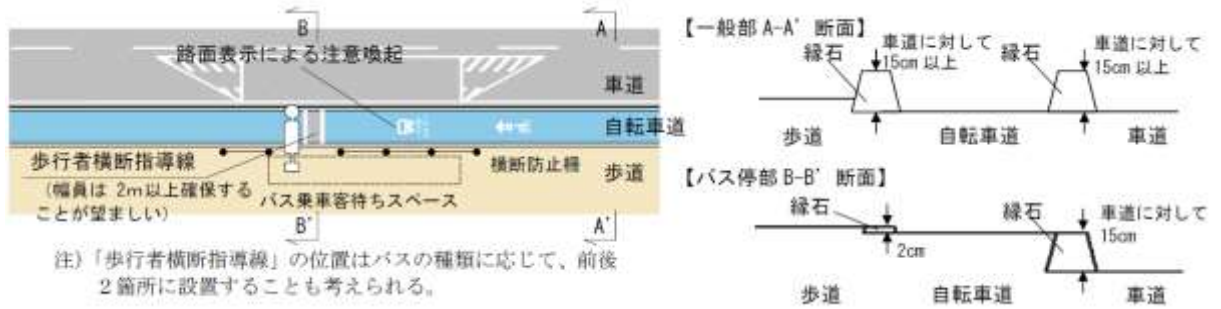 B
A
路面表示による注意喚起
車道
自転車道
歩行者横断指導線
(幅員は 2m以上確保する
ことが望ましい)
横断防止柵
歩道
バス乗車客待ちスペース
B'
A'
注)「歩行者横断指導線」の位置はバスの種類に応じて、前後
2箇所に設置することも考えられる。
【一般部 A-A' 断面】
縁石
車道に対して
15cm 以上
縁石
車道に対して
15cm 以上
歩道
自転車道
車道
【バス停部 B-B' 断面】
縁石
2cm
縁石
車道に対して
15cm
歩道
自転車道
車道